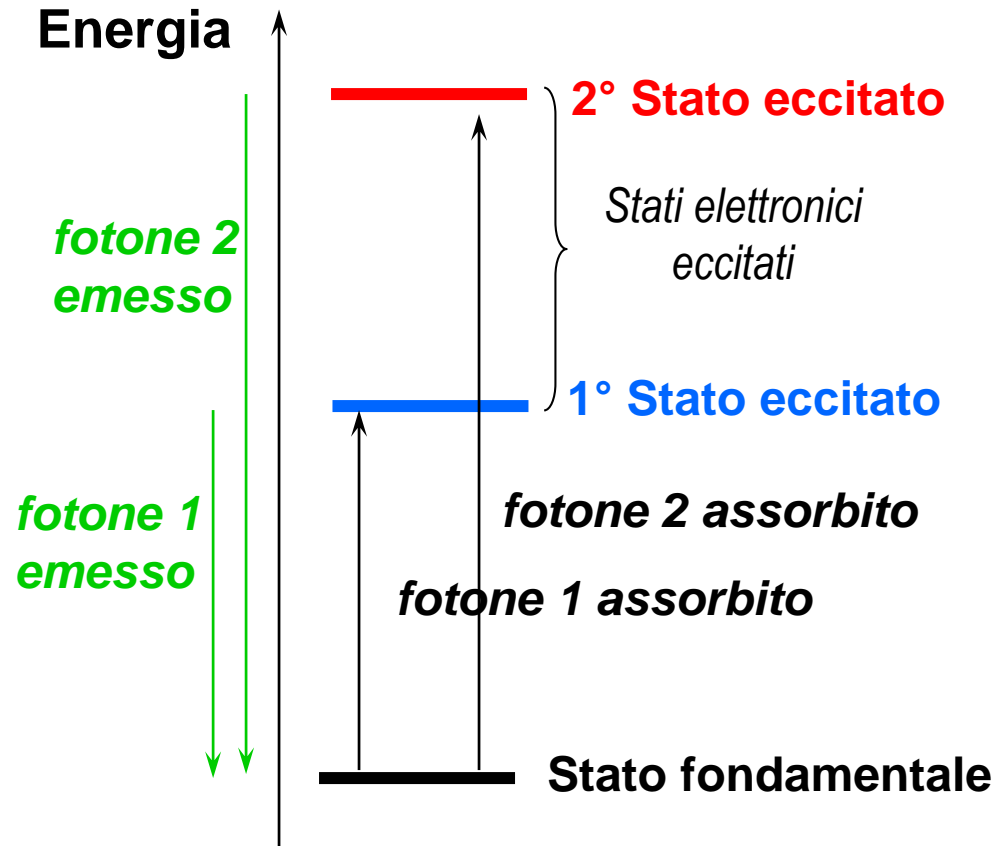 Energia
2° Stato eccitato
Stati elettronici
eccitati
fotone 2
emesso
1° Stato eccitato
fotone 1
emesso
fotone 2 assorbito
fotone 1 assorbito
Stato fondamentale